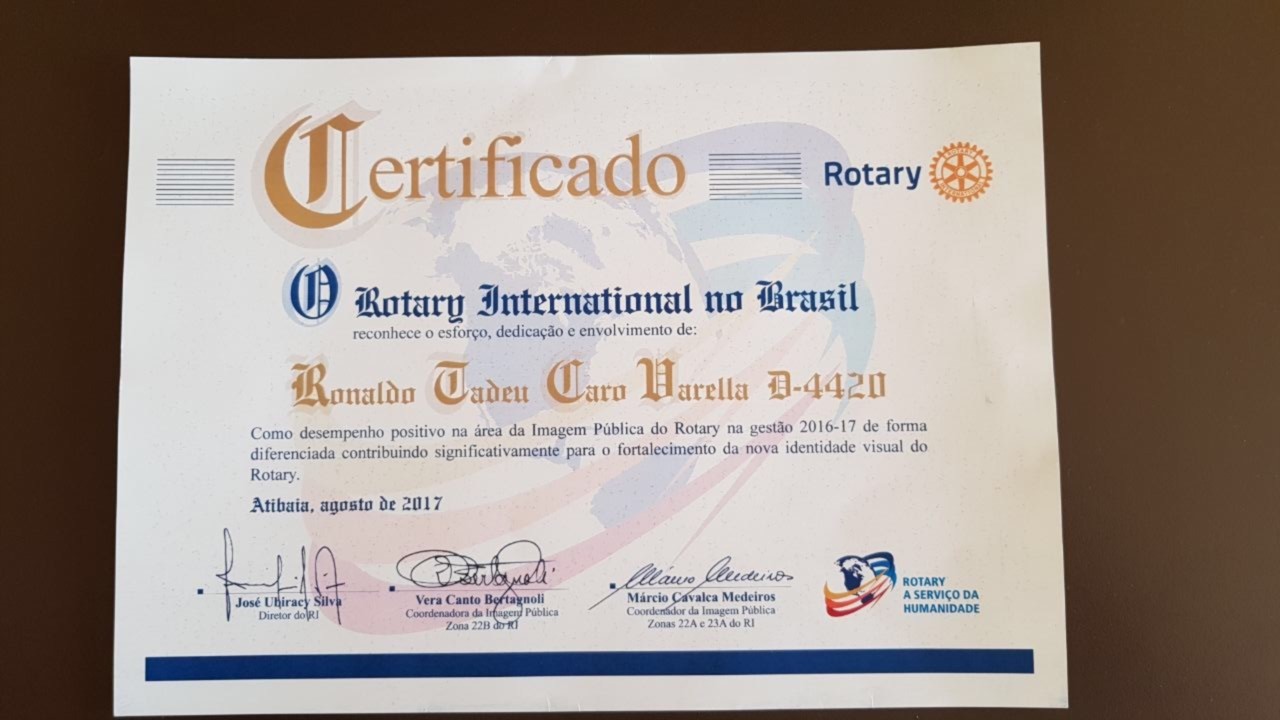 Certificado
Rotary
O Rotary International no Brasil
reconhece o esforço, dedicação e envolvimento de:
Ronaldo Tadeu Caro Varella D-4420
Como desempenho positivo na área da Imagem Pública do Rotary na gestão 2016-17 de forma
diferenciada contribuindo significativamente para o fortalecimento da nova identidade visual do
Rotary.
Atibaia, agosto de 2017
José Ubiracy Silva
Diretor do RI
Bertagnoli
Vera Canto Bertagnoli
Coordenadora da Imagem Pública
Zona 22B do RI
Mário Medeiros
Márcio Cavalca Medeiros
Coordenador da Imagem Pública
Zonas 22A e 23A do RI
ROTARY
A SERVIÇO DA
HUMANIDADE